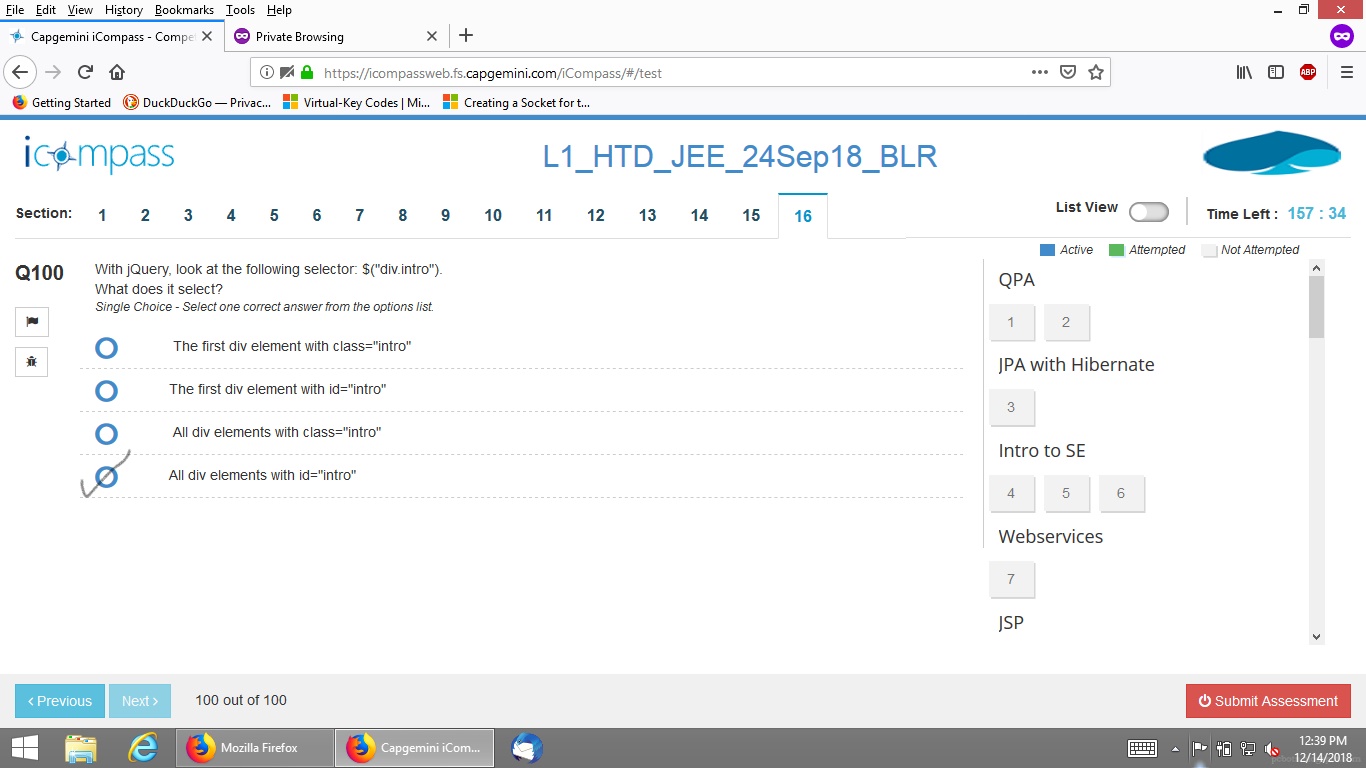 File Edit View History Bookmarks Tools Help
Capgemini iCompass - Compe
Private Browsing
https://icompassweb.fs.capgemini.com/iCompass/#/test
ABP
Getting Started
DuckDuckGo — Privac...
Virtual-Key Codes | Mi...
Creating a Socket for t...
icompass
L1_HTD_JEE_24Sep18_BLR
Section: 1 2 3 4 5 6 7 8 9 10 11 12 13 14 15 16
List View
Time Left : 157 : 34
Active Attempted Not Attempted
Q100
With jQuery, look at the following selector: $("div.intro").
What does it select?
Single Choice - Select one correct answer from the options list.
The first div element with class="intro"
The first div element with id="intro"
All div elements with class="intro"
All div elements with id="intro"
QPA
1 2
JPA with Hibernate
3
Intro to SE
4 5 6
Webservices
7
JSP
Previous
Next
100 out of 100
Submit Assessment
Mozilla Firefox
Capgemini iCom...
12:39 PM
12/14/2018